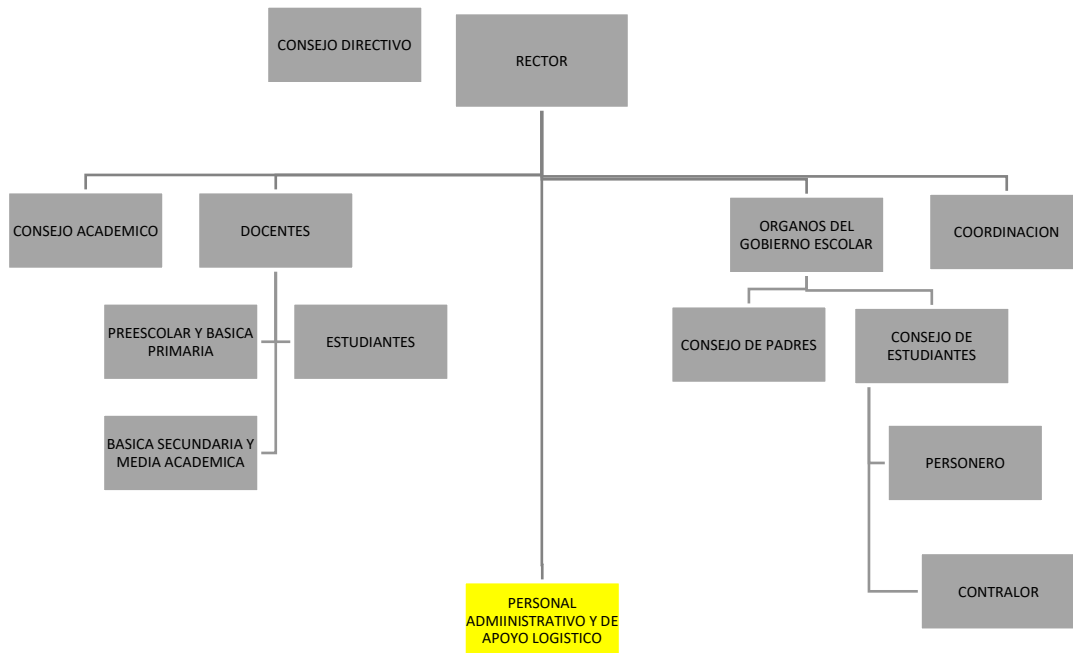 CONSEJO DIRECTIVO
RECTOR
CONSEJO ACADEMICO
DOCENTES
ORGANOS DEL
GOBIERNO ESCOLAR
COORDINACION
PREESCOLAR Y BASICA
PRIMARIA
ESTUDIANTES
CONSEJO DE PADRES
CONSEJO DE
ESTUDIANTES
BASICA SECUNDARIA Y
MEDIA ACADEMICA
PERSONERO
CONTRALOR
PERSONAL
ADMIINISTRATIVO Y DE
APOYO LOGISTICO